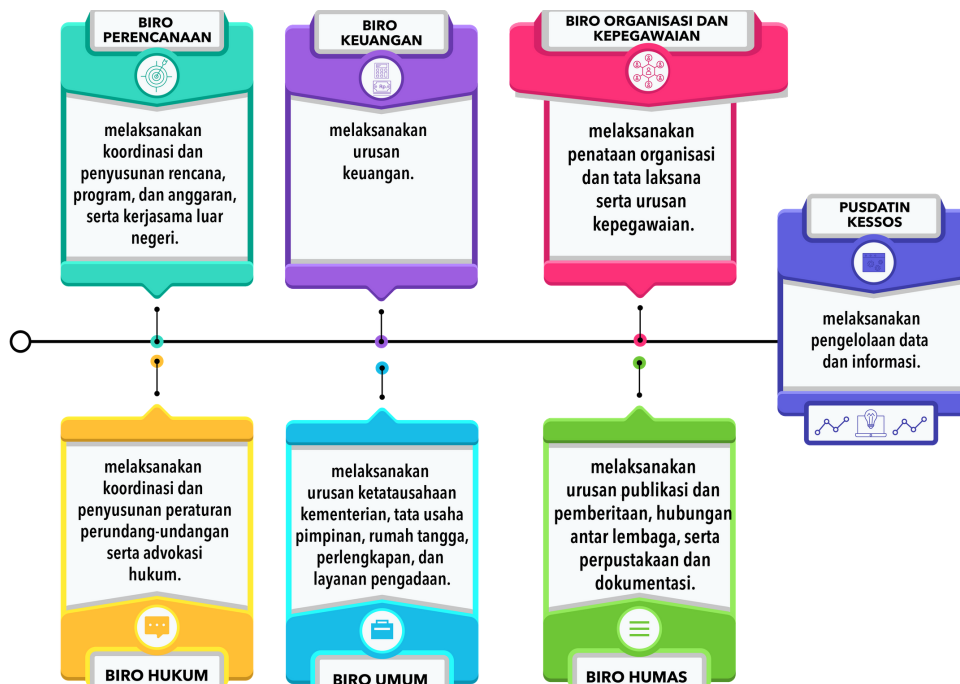 BIRO
PERENCANAAN
melaksanakan
koordinasi dan
penyusunan rencana,
program, dan anggaran,
serta kerjasama luar
negeri.
BIRO
KEUANGAN
Rp.
melaksanakan
urusan
keuangan.
BIRO ORGANISASI DAN
KEPEGAWAIAN
melaksanakan
penataan organisasi
dan tata laksana
serta urusan
kepegawaian.
PUSDATIN
KESSOS
melaksanakan
pengelolaan data
dan informasi.
melaksanakan
koordinasi dan
penyusunan peraturan
perundang-undangan
serta advokasi
hukum.
BIRO HUKUM
melaksanakan
urusan ketatausahaan
kementerian, tata usaha
pimpinan, rumah tangga,
perlengkapan, dan
layanan pengadaan.
BIRO UMUM
melaksanakan
urusan publikasi dan
pemberitaan, hubungan
antar lembaga, serta
perpustakaan dan
dokumentasi.
BIRO HUMAS